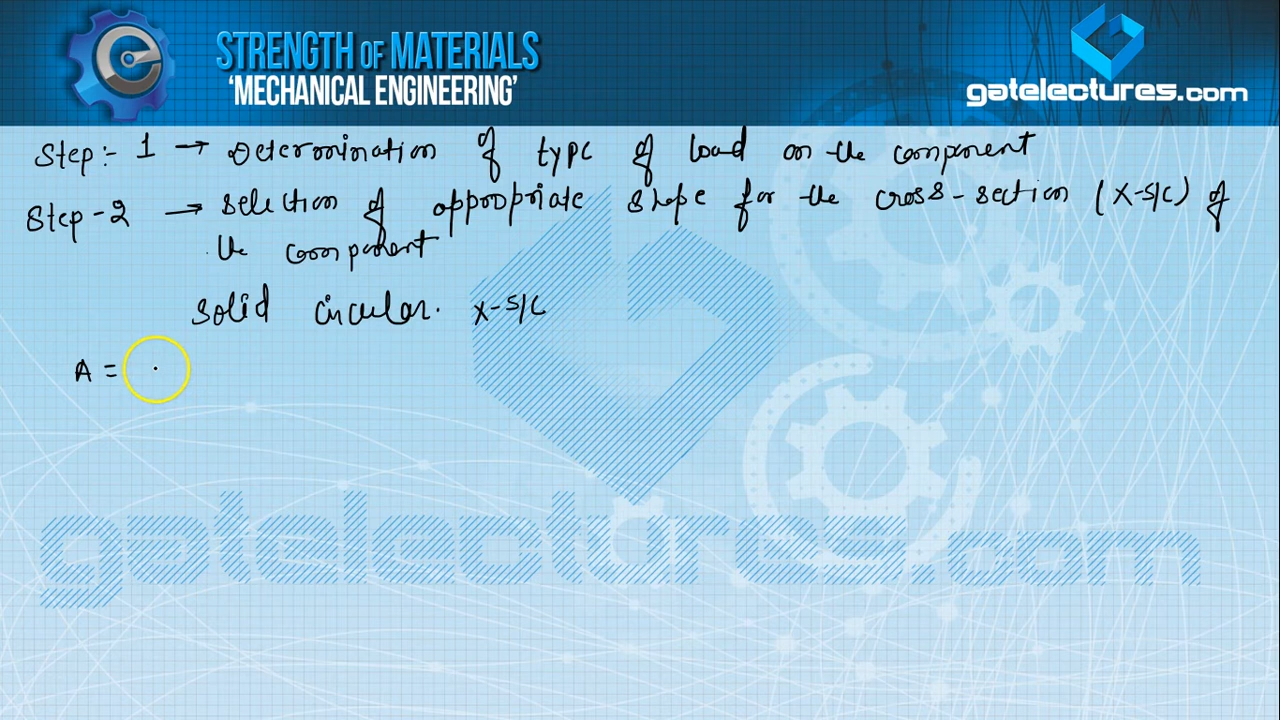 STRENGTH OF MATERIALS
'MECHANICAL ENGINEERING'
gatelectures.com
Step:- 1 → Determination of type of load on the component
Step-2 → selection of appropriate shape for the cross-section (X-S/C) of
the component
Solid circular. X-S/C
A =
gatelectures.com